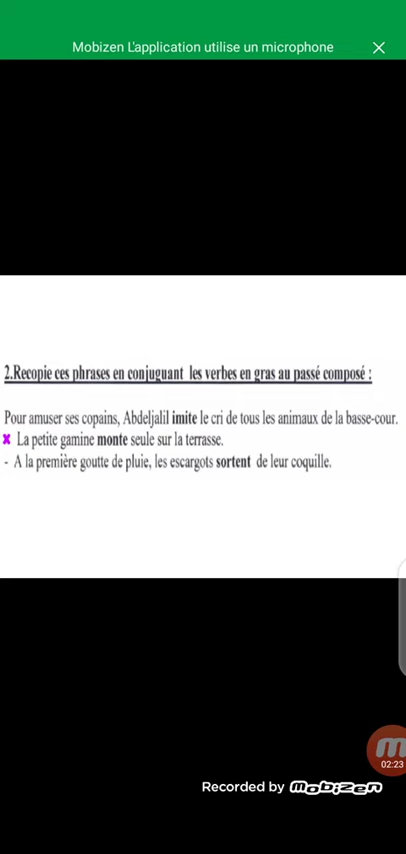 Mobizen L'application utilise un microphone
2.Recopie ces phrases en conjuguant les verbes en gras au passé composé :
Pour amuser ses copains, Abdeljalil imite le cri de tous les animaux de la basse-cour.
x La petite gamine monte seule sur la terrasse.
- A la première goutte de pluie, les escargots sortent de leur coquille.
02:23
Recorded by mobizen